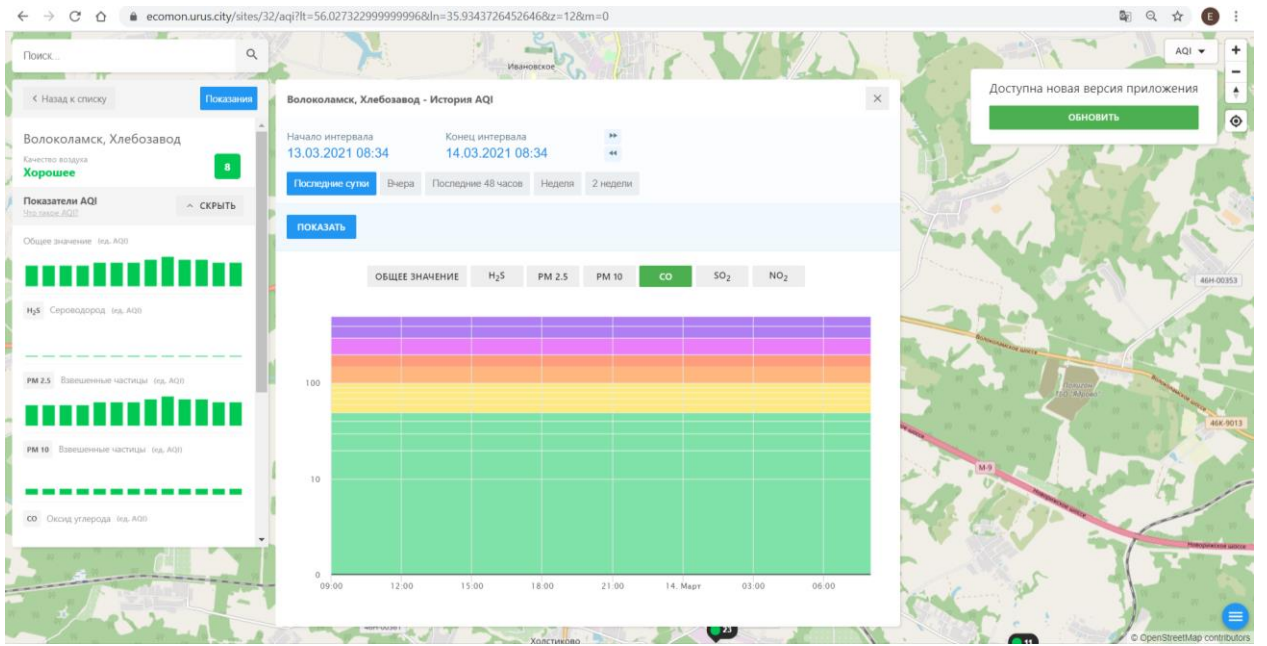 ecomon.urus.city/sites/32/aqi?lt=56.027322999999996&ln=35.9343726452646&z=12&m=0
E
Поиск...
Ивановское
AQI
Доступна новая версия приложения
ОБНОВИТЬ
Назад к списку
Показания
Волоколамск, Хлебозавод - История AQI
Волоколамск, Хлебозавод
Качество воздуха
Хорошее
8
Начало интервала
Конец интервала
13.03.2021 08:34
14.03.2021 08:34
Последние сутки
Вчера
Последние 48 часов
Неделя
2 недели
Показатели AQI
Что такое AQI?
СКРЫТЬ
ПОКАЗАТЬ
Общее значение (ед. AQI)
ОБЩЕЕ ЗНАЧЕНИЕ
H2S
PM 2.5
PM 10
CO
SO2
NO2
H2S Сероводород (ед. AQI)
PM 2.5 Взвешенные частицы (ед. AQI)
PM 10 Взвешенные частицы (ед. AQI)
CO Оксид углерода (ед. AQI)
100
10
0
09:00
12:00
15:00
18:00
21:00
14. Март
03:00
06:00
46Н-00353
Волоколамское шоссе
46К-9013
М-9
Новорижское шоссе
Новорижское шоссе
Холстиково
23
11
© OpenStreetMap contributors